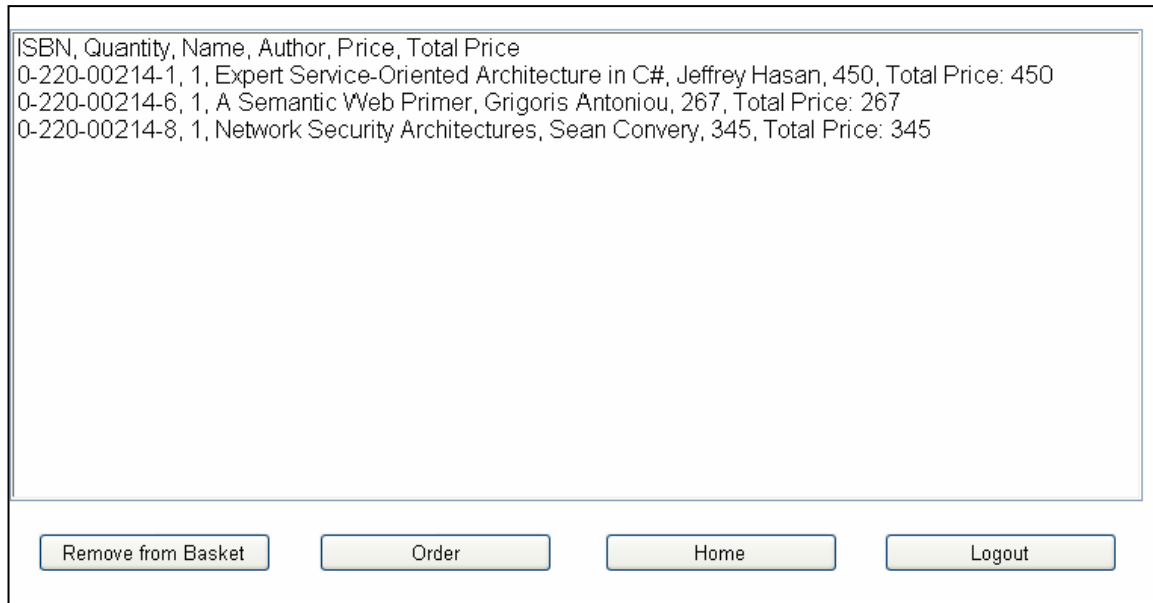 ISBN, Quantity, Name, Author, Price, Total Price
0-220-00214-1, 1, Expert Service-Oriented Architecture in C#, Jeffrey Hasan, 450, Total Price: 450
0-220-00214-6, 1, A Semantic Web Primer, Grigoris Antoniou, 267, Total Price: 267
0-220-00214-8, 1, Network Security Architectures, Sean Convery, 345, Total Price: 345
Remove from Basket Order Home Logout